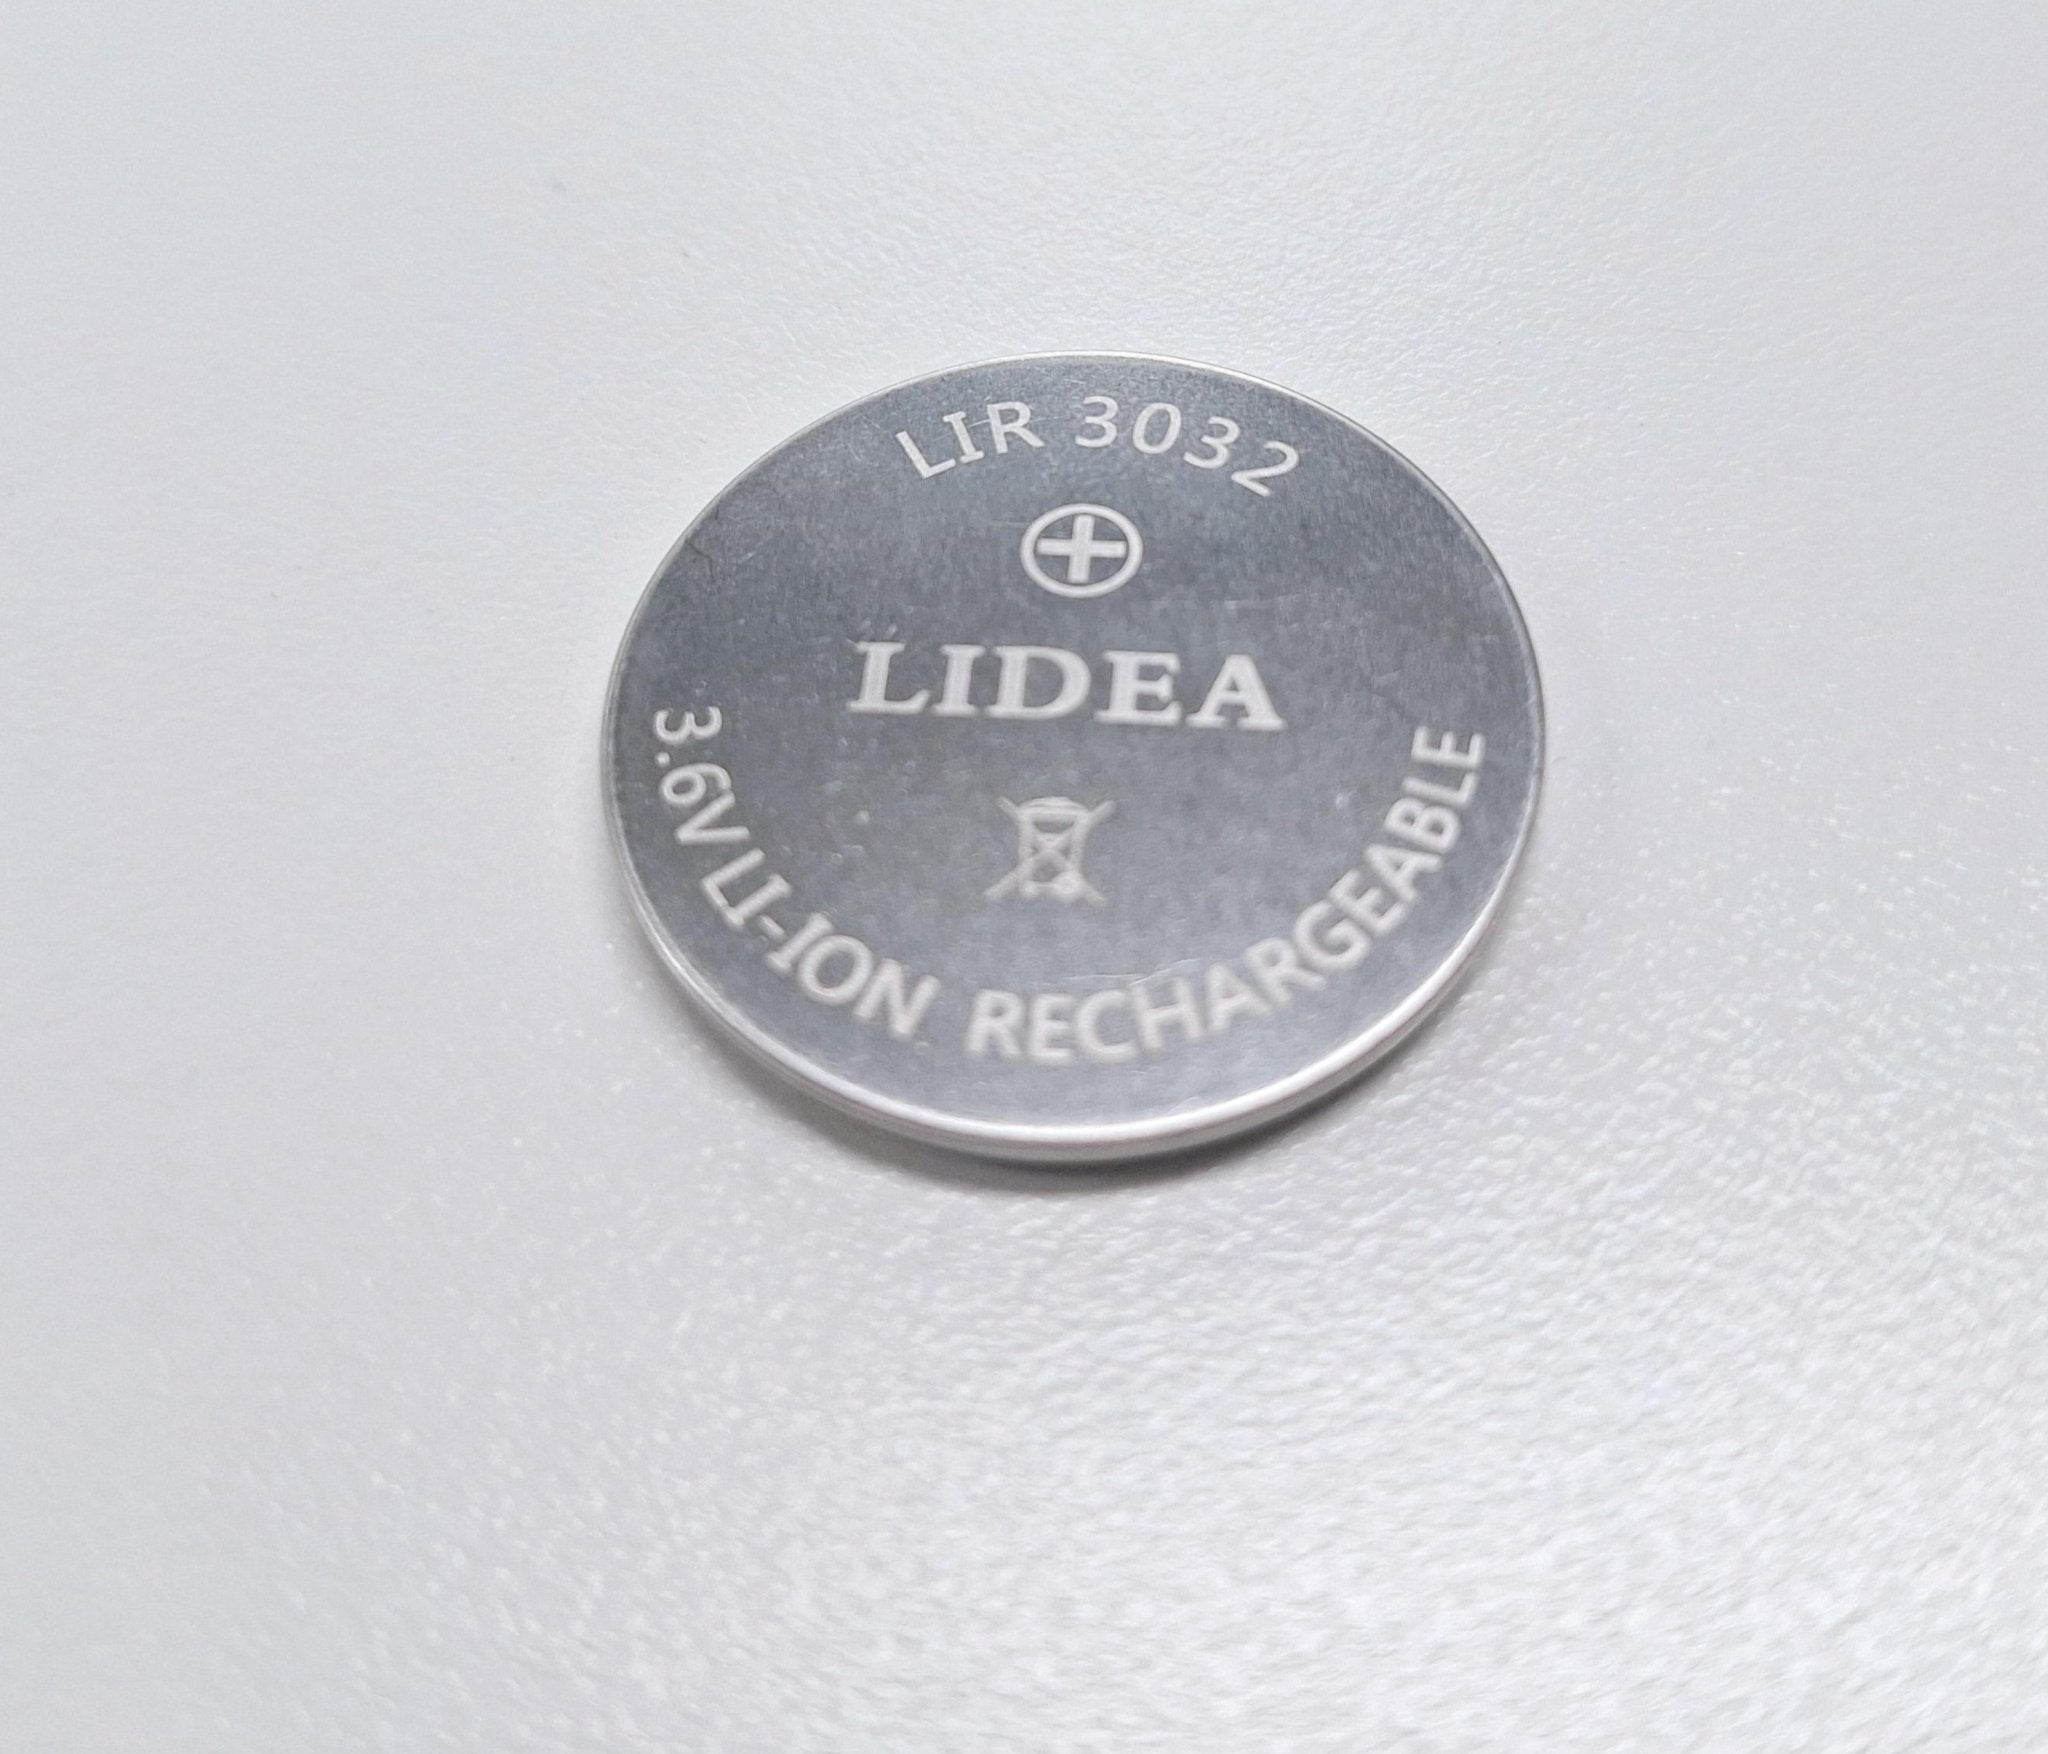 LIR 3032
LIDEA
3.6V LI-ION RECHARGEABLE